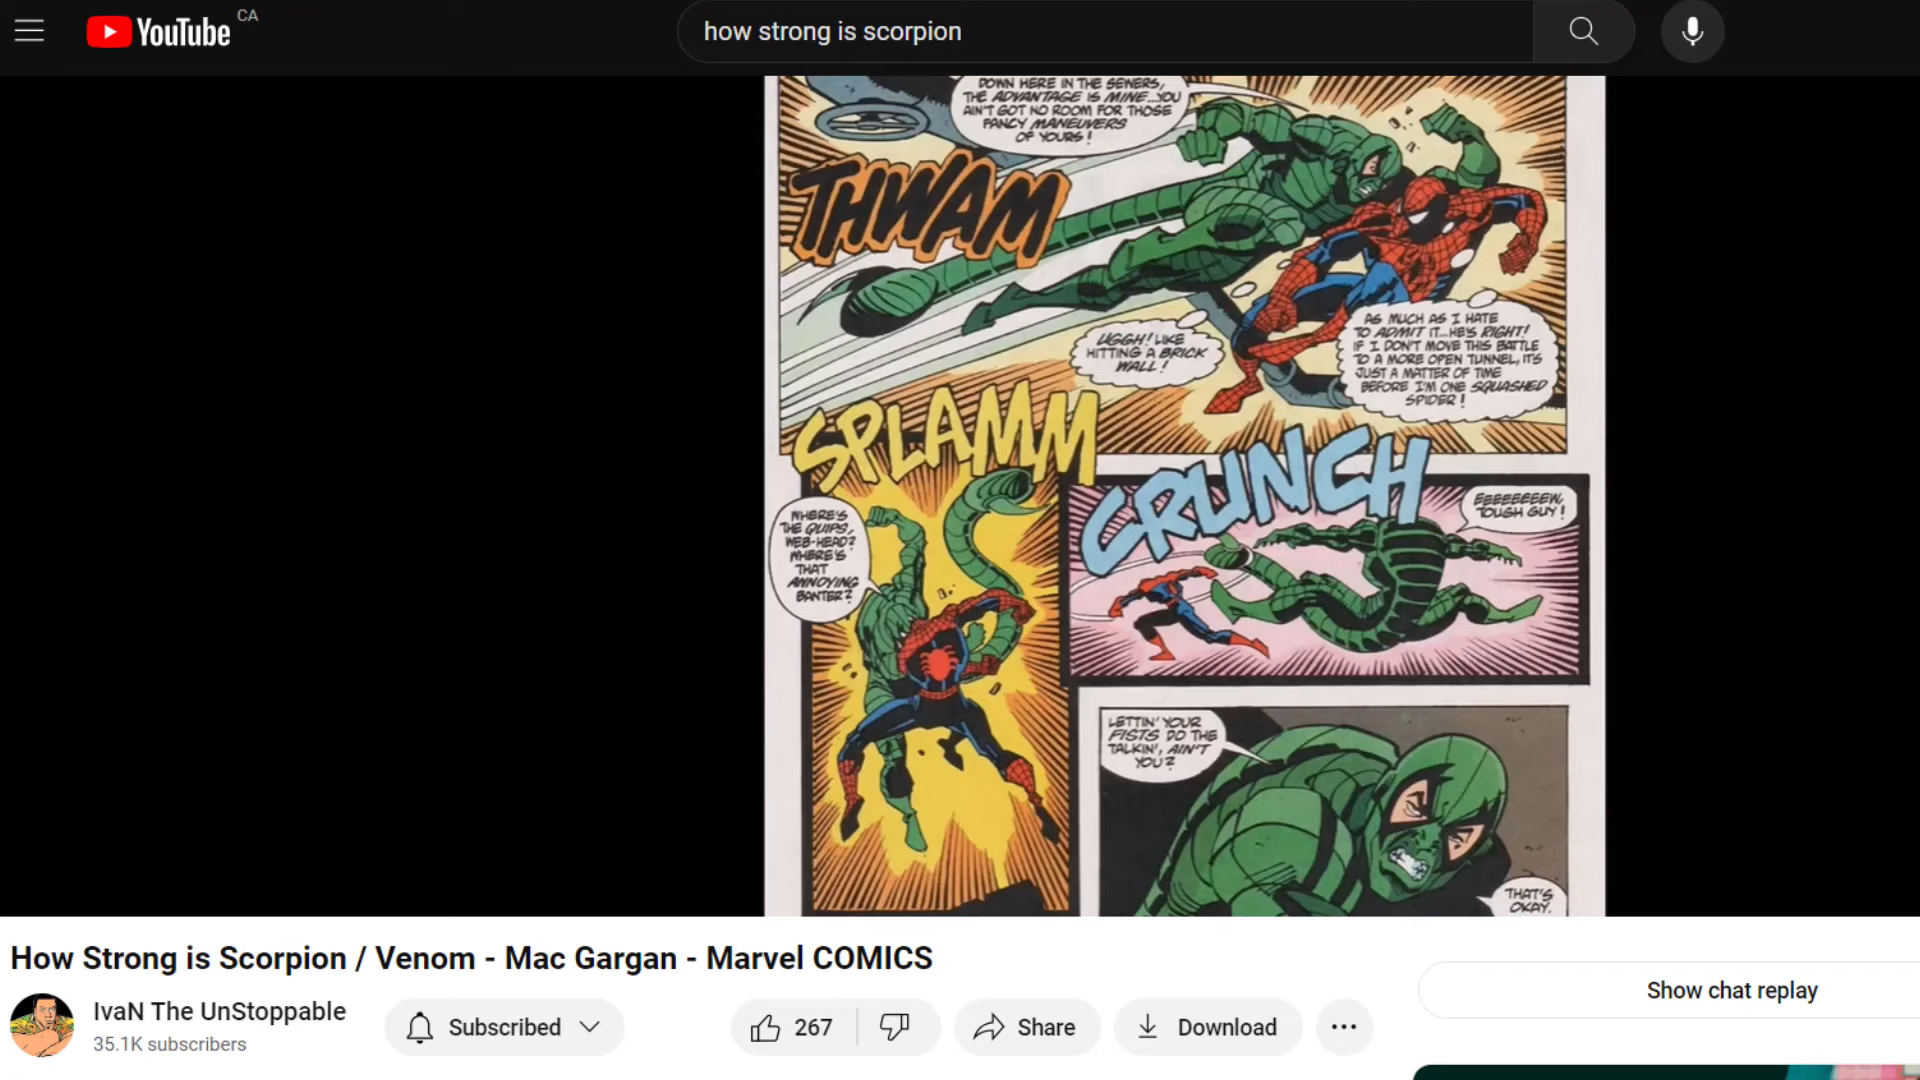 YouTube
CA
how strong is scorpion
DOWN HERE IN THE SEWERS,
THE ADVANTAGE IS MINE...YOU
AIN'T GOT NO ROOM FOR THOSE
FANCY MANEUVERS
OF YOURS!
THWAM
UGGH! LIKE
HITTING A BRICK
WALL!
AS MUCH AS I HATE
TO ADMIT IT...HE'S RIGHT!
IF I DON'T MOVE THIS BATTLE
TO A MORE OPEN TUNNEL, IT'S
JUST A MATTER OF TIME
BEFORE I'M ONE SQUASHED
SPIDER!
SPLAMM
WHERE'S
THE QUIPS,
WEB-HEAD?
WHERE'S
THAT
ANNOYING
BANTER?
CRUNCH
EEEEEEEEW,
TOUGH GUY!
LETTIN' YOUR
FISTS DO THE
TALKIN', AIN'T
YOU?
THAT'S
OKAY.
How Strong is Scorpion / Venom - Mac Gargan - Marvel COMICS
IvaN The UnStoppable
35.1K subscribers
Subscribed
267
Share
Download
Show chat replay